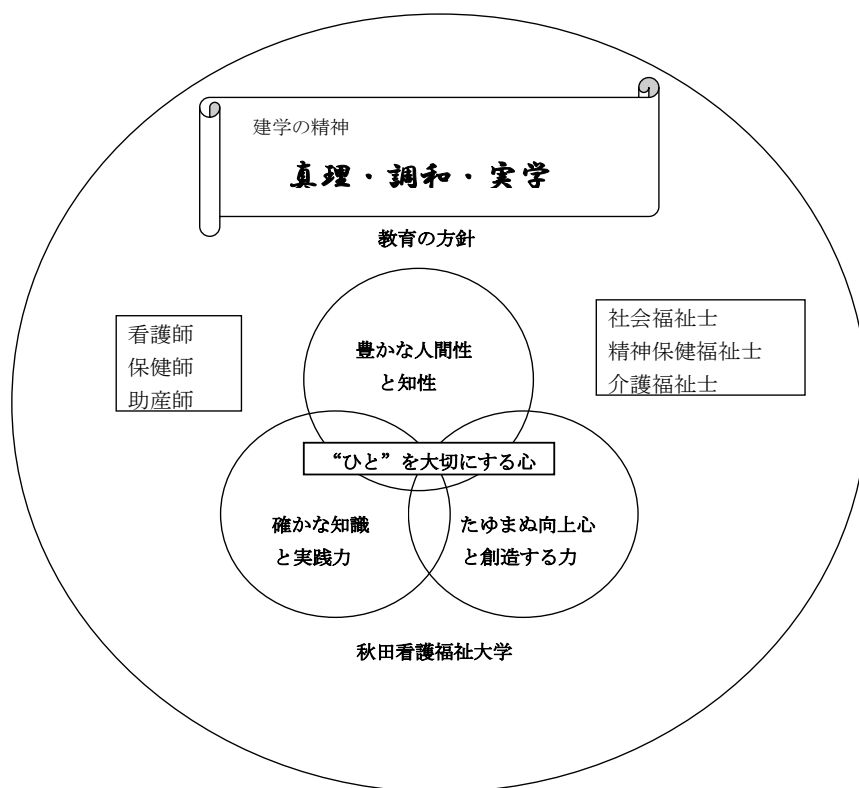 建学の精神
真理・調和・実学
教育の方針
看護師
保健師
助産師
社会福祉士
精神保健福祉士
介護福祉士
豊かな人間性
と知性
“ひと”を大切にする心
確かな知識
と実践力
たゆまぬ向上心
と創造する力
秋田看護福祉大学